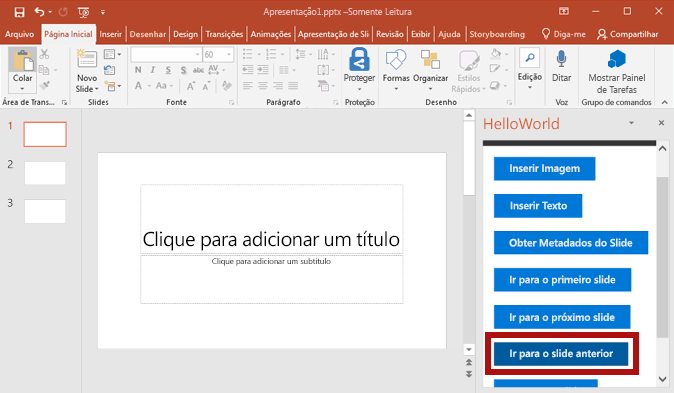 Apresentação1.pptx –Somente Leitura
Arquivo Página Inicial Inserir Desenhar Design Transições Animações Apresentação de Sli Revisão Exibir Ajuda Storyboarding Diga-me Compartilhar
Colar
Novo Slide
60
N I S
Aa A
Proteger
Formas
Organizar
Estilos Rápidos
Edição
Ditar
Mostrar Painel de Tarefas
Área de Trans... Slides Fonte Parágrafo Proteção Desenho Voz Grupo de comandos
1
2
3
Clique para adicionar um título
Clique para adicionar um subtítulo
HelloWorld
Inserir Imagem
Inserir Texto
Obter Metadados do Slide
Ir para o primeiro slide
Ir para o próximo slide
Ir para o slide anterior